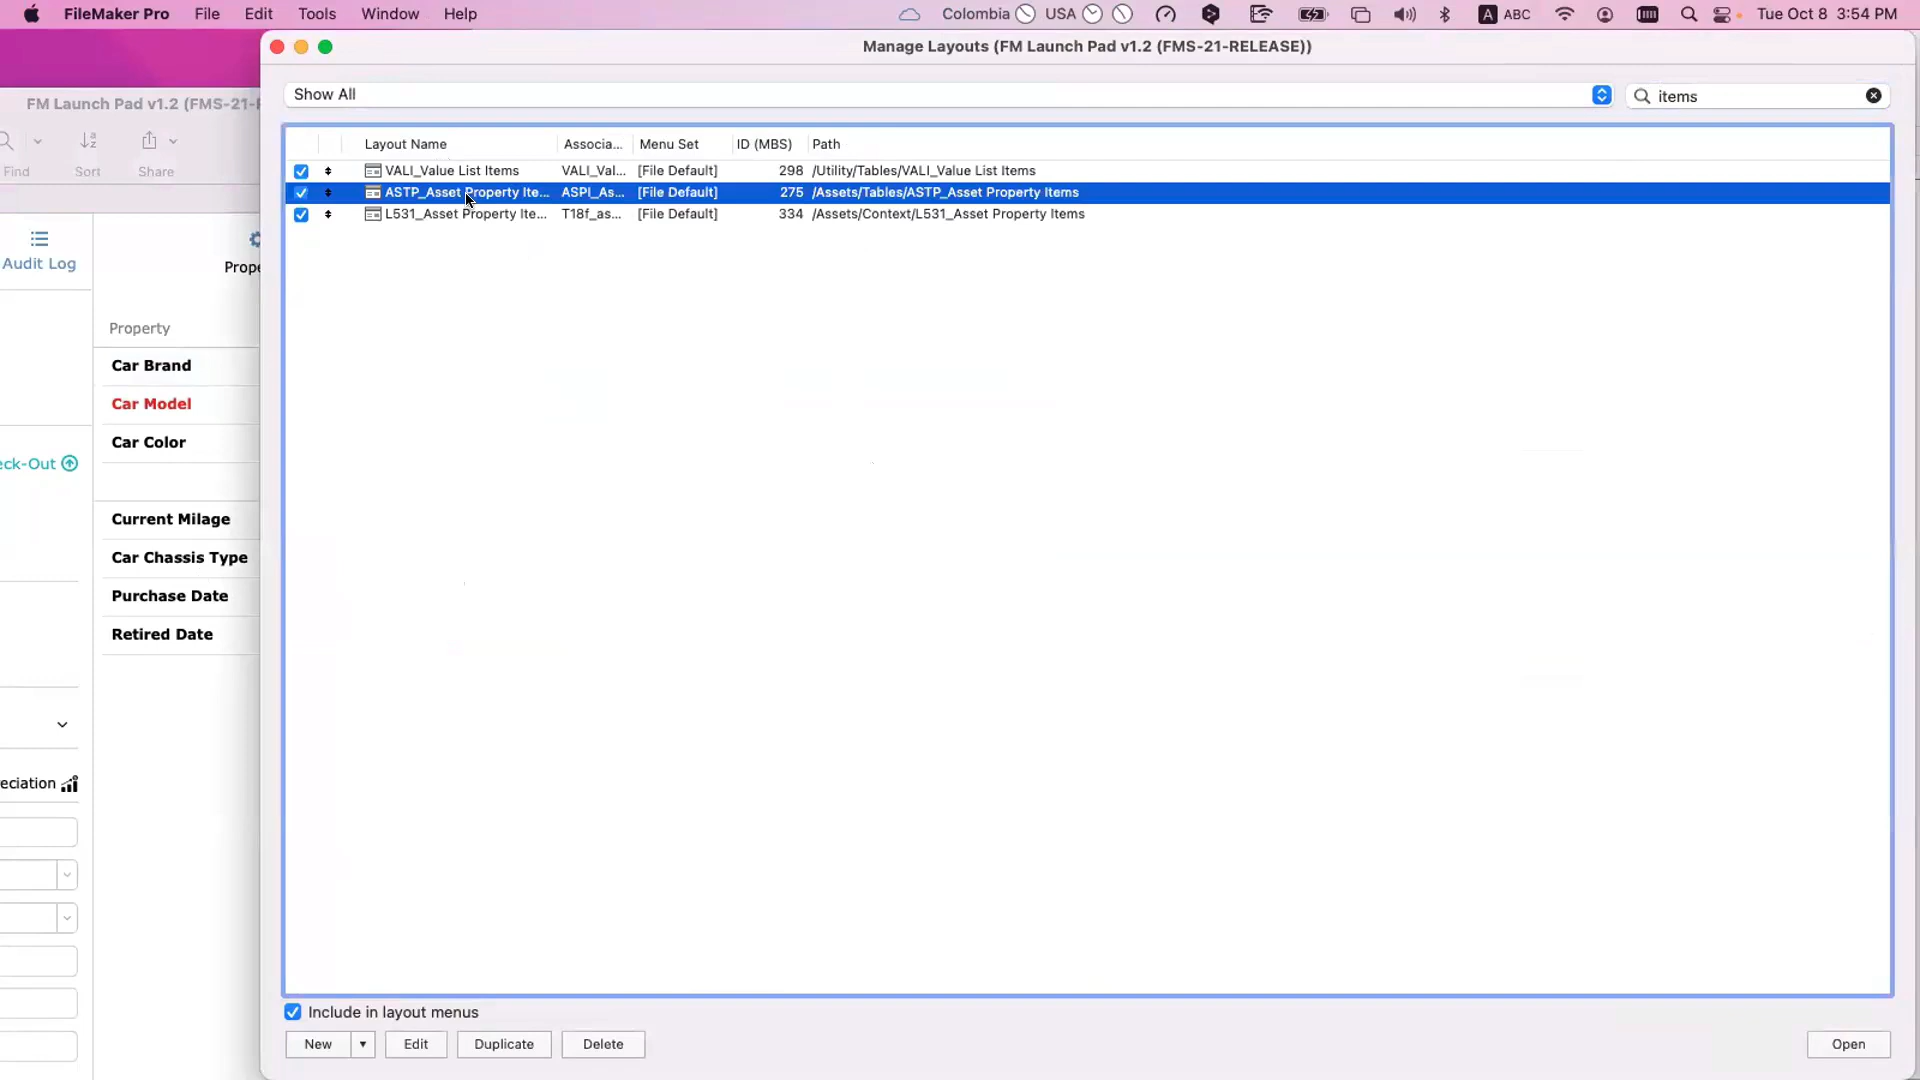 FileMaker Pro File Edit Tools Window Help Colombia USA A ABC Tue Oct 8 3:54 PM
Manage Layouts (FM Launch Pad v1.2 (FMS-21-RELEASE))
FM Launch Pad v1.2 (FMS-21-R
Find Sort Share
Audit Log
Prope
Property
Car Brand
Car Model
Car Color
eck-Out
Current Milage
Car Chassis Type
Purchase Date
Retired Date
eciation
Show All items
Layout Name Associa... Menu Set ID (MBS) Path
VALI_Value List Items VALI_Val... [File Default] 298 /Utility/Tables/VALI_Value List Items
ASTP_Asset Property Ite... ASPI_As... [File Default] 275 /Assets/Tables/ASTP_Asset Property Items
L531_Asset Property Ite... T18f_as... [File Default] 334 /Assets/Context/L531_Asset Property Items
Include in layout menus
New Edit Duplicate Delete Open